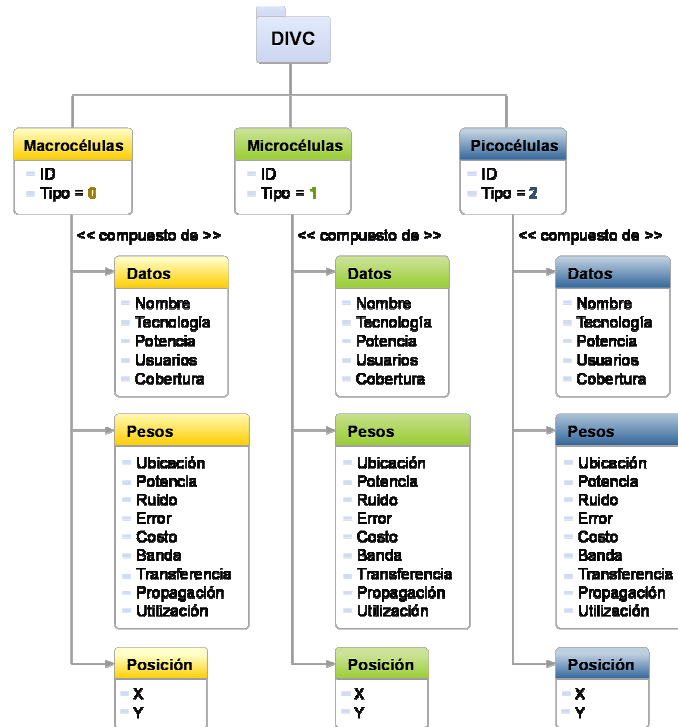 DIVC
Macrocélulas
ID
Tipo = 0
<< compuesto de >>
Datos
Nombre
Tecnología
Potencia
Usuarios
Cobertura
Pesos
Ubicación
Potencia
Ruido
Error
Costo
Banda
Transferencia
Propagación
Utilización
Posición
X
Y
Microcélulas
ID
Tipo = 1
<< compuesto de >>
Datos
Nombre
Tecnología
Potencia
Usuarios
Cobertura
Pesos
Ubicación
Potencia
Ruido
Error
Costo
Banda
Transferencia
Propagación
Utilización
Posición
X
Y
Picocélulas
ID
Tipo = 2
<< compuesto de >>
Datos
Nombre
Tecnología
Potencia
Usuarios
Cobertura
Pesos
Ubicación
Potencia
Ruido
Error
Costo
Banda
Transferencia
Propagación
Utilización
Posición
X
Y